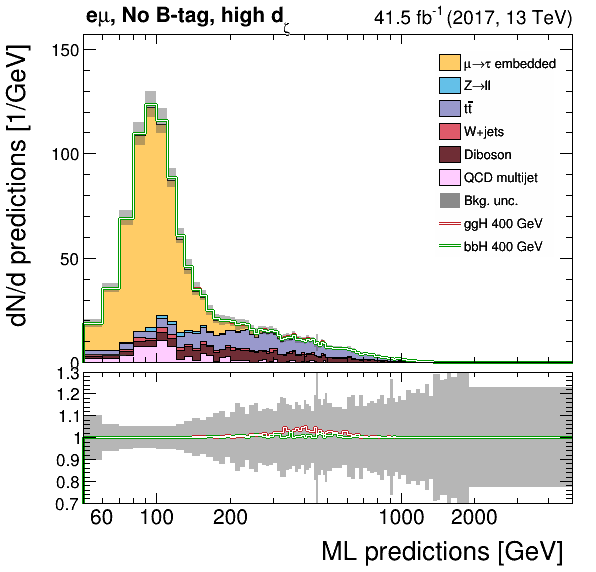 eμ, No B-tag, high dζ
41.5 fb⁻¹ (2017, 13 TeV)
dN/d predictions [1/GeV]
150
100
50
0
μ→τ embedded
Z→ll
tt̄
W+jets
Diboson
QCD multijet
Bkg. unc.
ggH 400 GeV
bbH 400 GeV
1.3
1.2
1.1
1
0.9
0.8
0.7
60 100 200 1000 2000
ML predictions [GeV]